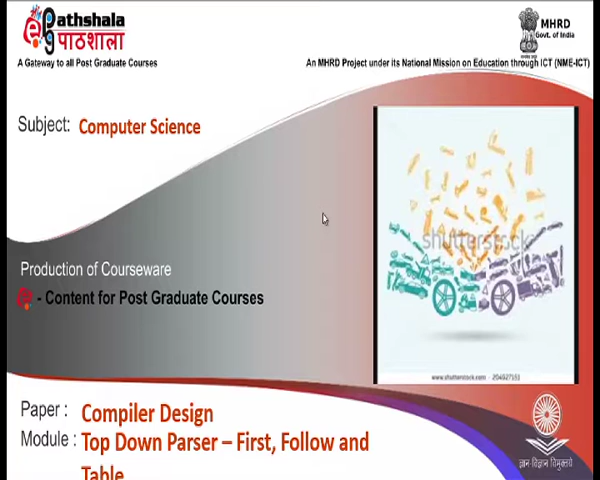 Pathshala
पाठशाला
A Gateway to all Post Graduate Courses
MHRD
Govt. of India
An MHRD Project under its National Mission on Education through ICT (NME-ICT)
Subject: Computer Science
shutterstock
Production of Courseware
e - Content for Post Graduate Courses
www.shutterstock.com · 204027151
Paper : Compiler Design
Module : Top Down Parser – First, Follow and
Table
ज्ञान-विज्ञान विमुक्तये